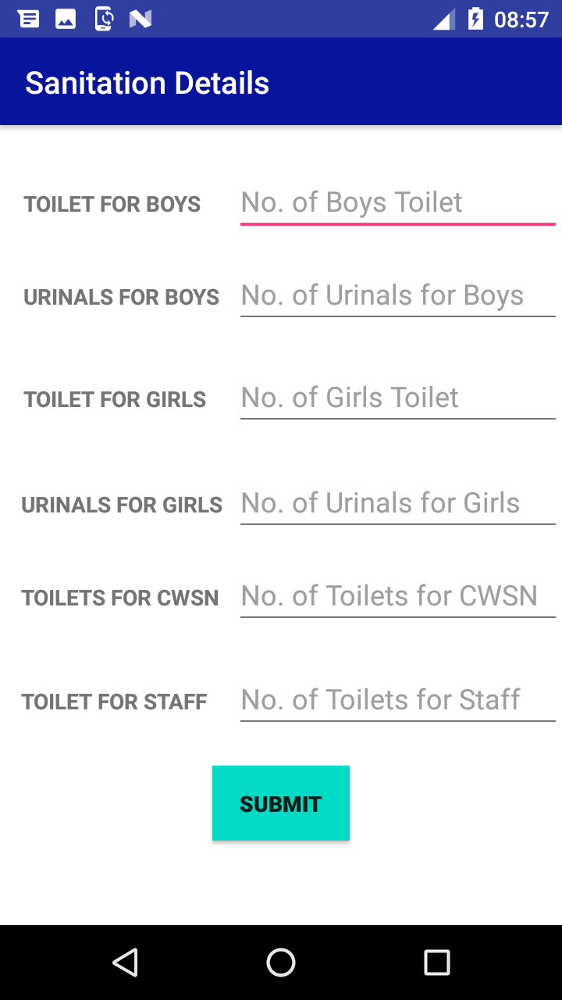 08:57
Sanitation Details
TOILET FOR BOYS No. of Boys Toilet
URINALS FOR BOYS No. of Urinals for Boys
TOILET FOR GIRLS No. of Girls Toilet
URINALS FOR GIRLS No. of Urinals for Girls
TOILETS FOR CWSN No. of Toilets for CWSN
TOILET FOR STAFF No. of Toilets for Staff
SUBMIT